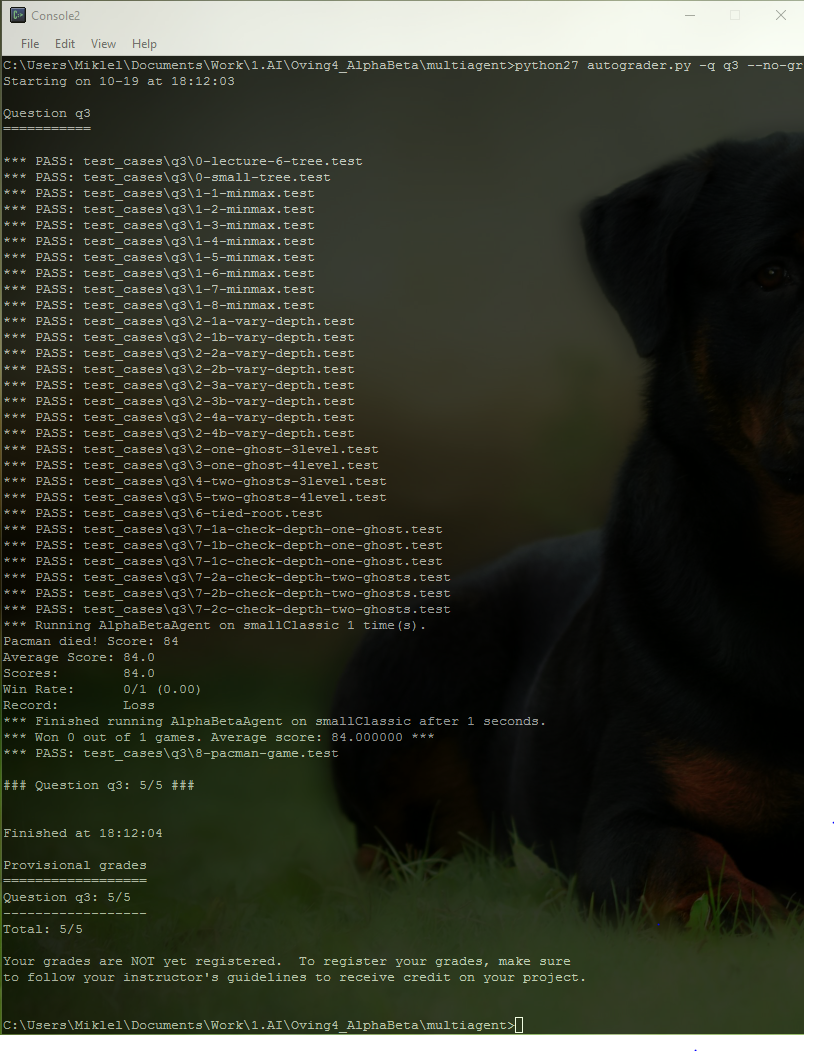 Console2
File Edit View Help
C:\Users\Miklel\Documents\Work\1.AI\Oving4_AlphaBeta\multiagent>python27 autograder.py -q q3 --no-gr
Starting on 10-19 at 18:12:03
Question q3
===========
*** PASS: test_cases\q3\0-lecture-6-tree.test
*** PASS: test_cases\q3\0-small-tree.test
*** PASS: test_cases\q3\1-1-minmax.test
*** PASS: test_cases\q3\1-2-minmax.test
*** PASS: test_cases\q3\1-3-minmax.test
*** PASS: test_cases\q3\1-4-minmax.test
*** PASS: test_cases\q3\1-5-minmax.test
*** PASS: test_cases\q3\1-6-minmax.test
*** PASS: test_cases\q3\1-7-minmax.test
*** PASS: test_cases\q3\1-8-minmax.test
*** PASS: test_cases\q3\2-1a-vary-depth.test
*** PASS: test_cases\q3\2-1b-vary-depth.test
*** PASS: test_cases\q3\2-2a-vary-depth.test
*** PASS: test_cases\q3\2-2b-vary-depth.test
*** PASS: test_cases\q3\2-3a-vary-depth.test
*** PASS: test_cases\q3\2-3b-vary-depth.test
*** PASS: test_cases\q3\2-4a-vary-depth.test
*** PASS: test_cases\q3\2-4b-vary-depth.test
*** PASS: test_cases\q3\2-one-ghost-3level.test
*** PASS: test_cases\q3\3-one-ghost-4level.test
*** PASS: test_cases\q3\4-two-ghosts-3level.test
*** PASS: test_cases\q3\5-two-ghosts-4level.test
*** PASS: test_cases\q3\6-tied-root.test
*** PASS: test_cases\q3\7-1a-check-depth-one-ghost.test
*** PASS: test_cases\q3\7-1b-check-depth-one-ghost.test
*** PASS: test_cases\q3\7-1c-check-depth-one-ghost.test
*** PASS: test_cases\q3\7-2a-check-depth-two-ghosts.test
*** PASS: test_cases\q3\7-2b-check-depth-two-ghosts.test
*** PASS: test_cases\q3\7-2c-check-depth-two-ghosts.test
*** Running AlphaBetaAgent on smallClassic 1 time(s).
Pacman died! Score: 84
Average Score: 84.0
Scores:        84.0
Win Rate:      0/1 (0.00)
Record:        Loss
*** Finished running AlphaBetaAgent on smallClassic after 1 seconds.
*** Won 0 out of 1 games. Average score: 84.000000 ***
*** PASS: test_cases\q3\8-pacman-game.test
### Question q3: 5/5 ###
Finished at 18:12:04
Provisional grades
==================
Question q3: 5/5
------------------
Total: 5/5
Your grades are NOT yet registered.  To register your grades, make sure
to follow your instructor's guidelines to receive credit on your project.
C:\Users\Miklel\Documents\Work\1.AI\Oving4_AlphaBeta\multiagent>